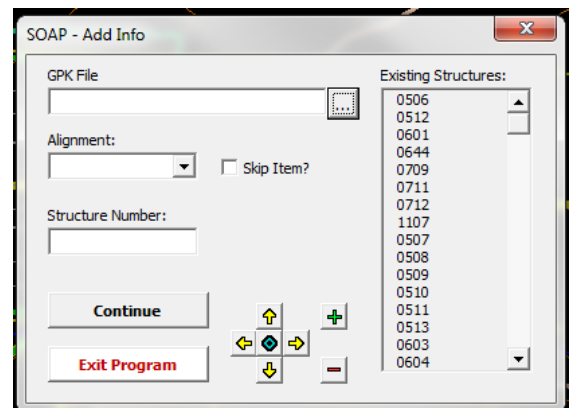 SOAP - Add Info
GPK File
...
Alignment:
Skip Item?
Structure Number:
Continue
Exit Program
Existing Structures:
0506
0512
0601
0644
0709
0711
0712
1107
0507
0508
0509
0510
0511
0513
0603
0604